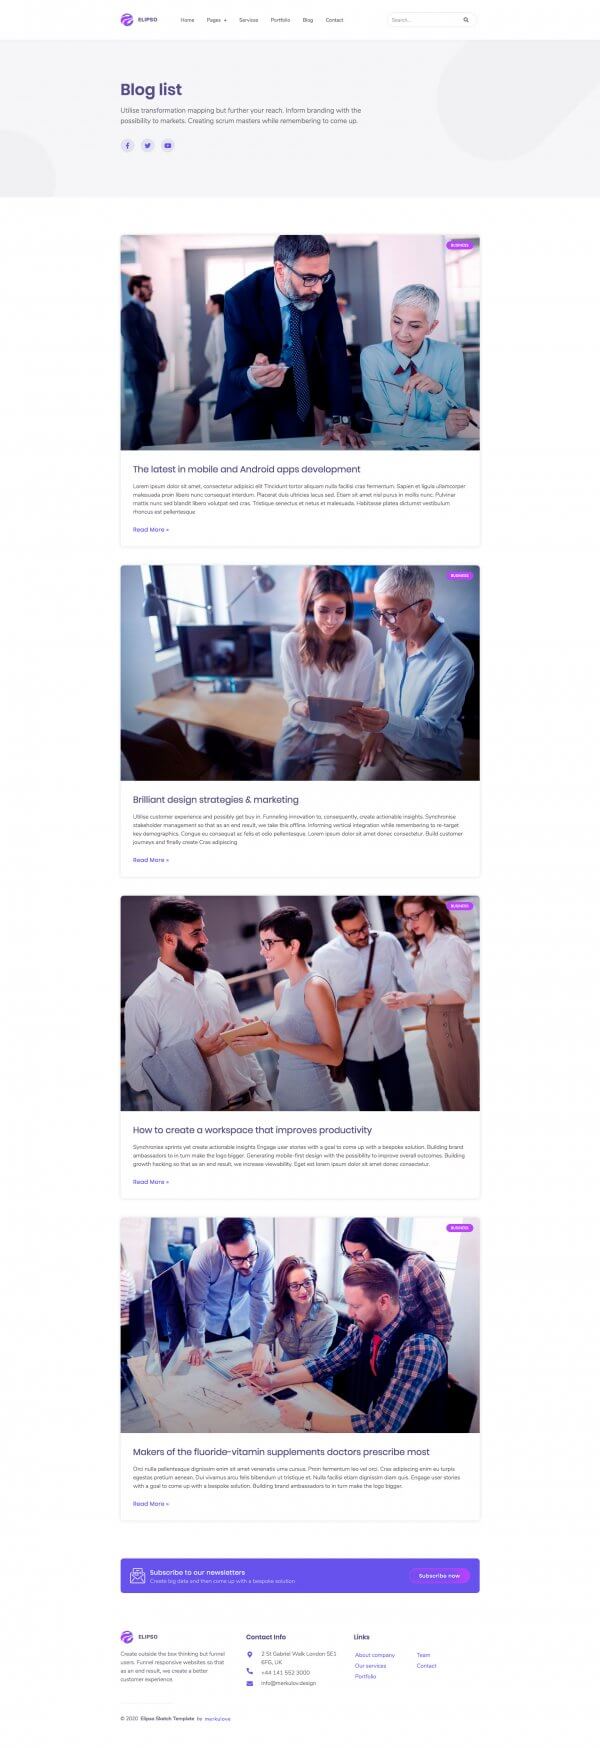 ELIPSO
Home Pages Services Portfolio Blog Contact
Search...
Blog list
Utilise transformation mapping but further your reach. Inform branding with the
possibility to markets. Creating scrum masters while remembering to come up.
BUSINESS
The latest in mobile and Android apps development
Lorem ipsum dolor sit amet, consectetur adipisici elit Tincidunt tortor aliquam nulla facilisi cras fermentum. Sapien et ligula ullamcorper
malesuada proin libero nunc consequat interdum. Placerat duis ultricies lacus sed. Etiam sit amet nisl purus in mollis nunc. Pulvinar
mattis nunc sed blandit libero volutpat sed cras. Tristique senectus et netus et malesuada. Habitasse platea dictumst vestibulum
rhoncus est pellentesque
Read More »
BUSINESS
Brilliant design strategies & marketing
Utilise customer experience and possibly get buy in. Funneling innovation to, consequently, create actionable insights. Synchronise
stakeholder management so that as an end result, we take this offline. Informing vertical integration while remembering to re-target
key demographics. Congue eu consequat ac felis et odio pellentesque. Lorem ipsum dolor sit amet donec consectetur. Build customer
journeys and finally create Cras adipiscing
Read More »
BUSINESS
How to create a workspace that improves productivity
Synchronise sprints yet create actionable insights Engage user stories with a goal to come up with a bespoke solution. Building brand
ambassadors to in turn make the logo bigger. Generating mobile-first design with the possibility to improve overall outcomes. Building
growth hacking so that as an end result, we increase viewability. Eget est lorem ipsum dolor sit amet donec consectetur.
Read More »
BUSINESS
Makers of the fluoride-vitamin supplements doctors prescribe most
Orci nulla pellentesque dignissim enim sit amet venenatis urna cursus. Proin fermentum leo vel orci. Cras adipiscing enim eu turpis
egestas pretium aenean. Dui vivamus arcu felis bibendum ut tristique et. Nulla facilisi etiam dignissim diam quis. Engage user stories
with a goal to come up with a bespoke solution. Building brand ambassadors to in turn make the logo bigger.
Read More »
Subscribe to our newsletters
Create big data and then come up with a bespoke solution
Subscribe now
ELIPSO
Create outside the box thinking but funnel
users. Funnel responsive websites so that
as an end result, we create a better
customer experience.
Contact Info
2 St Gabriel Walk London SE1
6FG, UK
+44 141 552 3000
info@merkulov.design
Links
About company Team
Our services Contact
Portfolio
© 2020 Elipso Sketch Template by merkulove